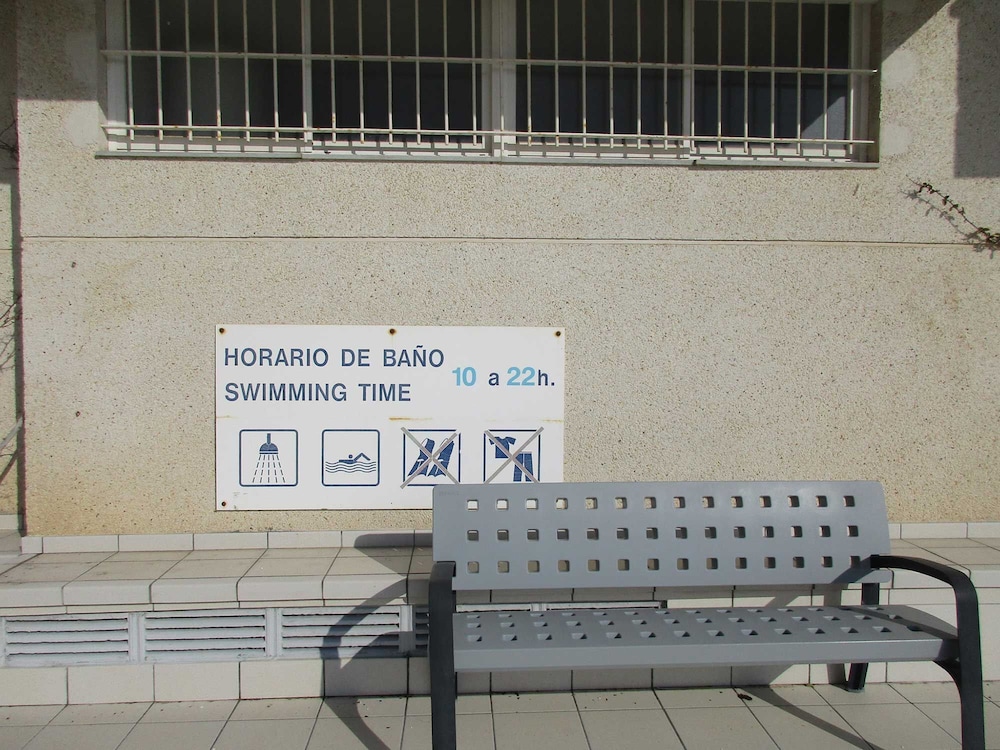 HORARIO DE BAÑO
SWIMMING TIME
10 a 22h.